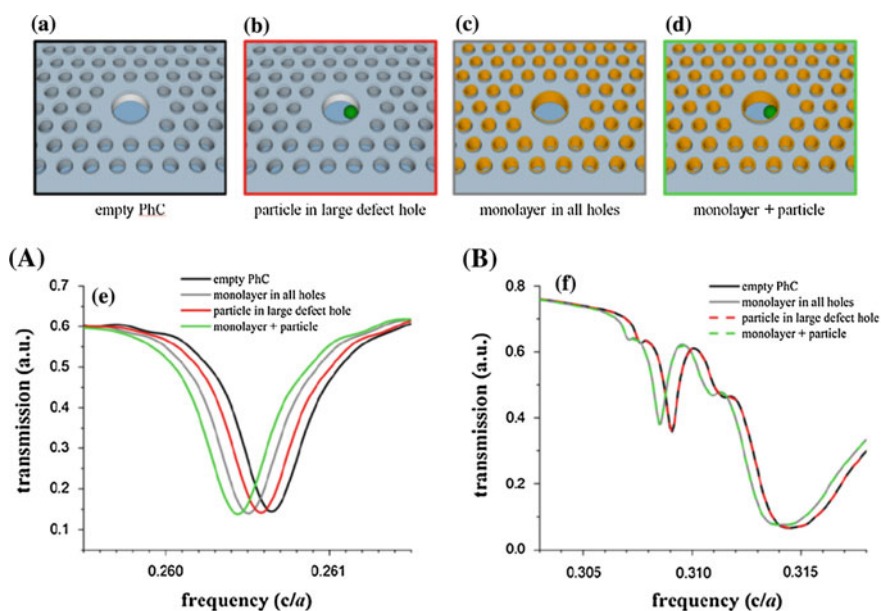 (a) (b) (c) (d)
empty PhC particle in large defect hole monolayer in all holes monolayer + particle
(A)
(e)
empty PhC
monolayer in all holes
particle in large defect hole
monolayer + particle
transmission (a.u.)
0.7
0.6
0.5
0.4
0.3
0.2
0.1
0.260 0.261
frequency (c/a)
(B)
(f)
empty PhC
monolayer in all holes
particle in large defect hole
monolayer + particle
transmission (a.u.)
0.8
0.6
0.4
0.2
0.0
0.305 0.310 0.315
frequency (c/a)